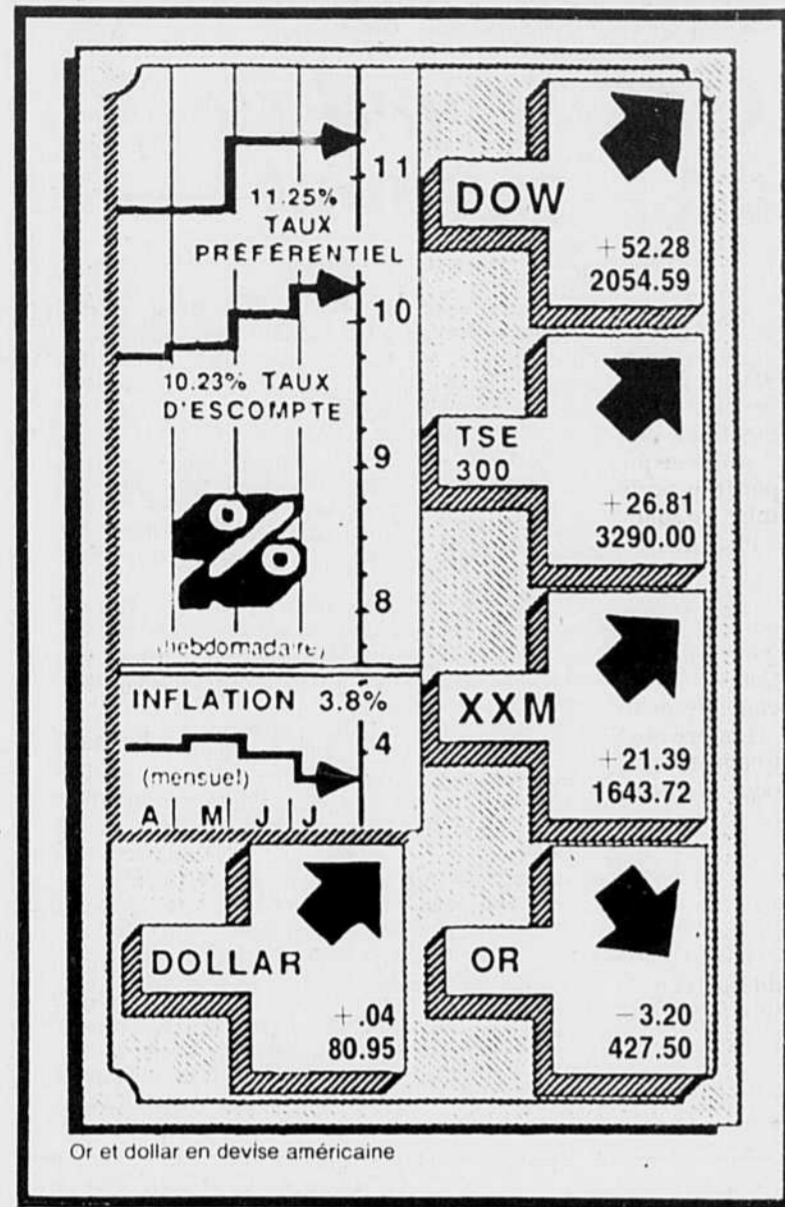 11
11.25%
TAUX
PRÉFÉRENTIEL
10
10.23% TAUX
D'ESCOMPTE
9
8
(hebdomadaire)
INFLATION 3.8%
4
(mensuel)
A M J J
DOW
+52.28
2054.59
TSE
300
+26.81
3290.00
XXM
+21.39
1643.72
DOLLAR
+.04
80.95
OR
-3.20
427.50
Or et dollar en devise américaine